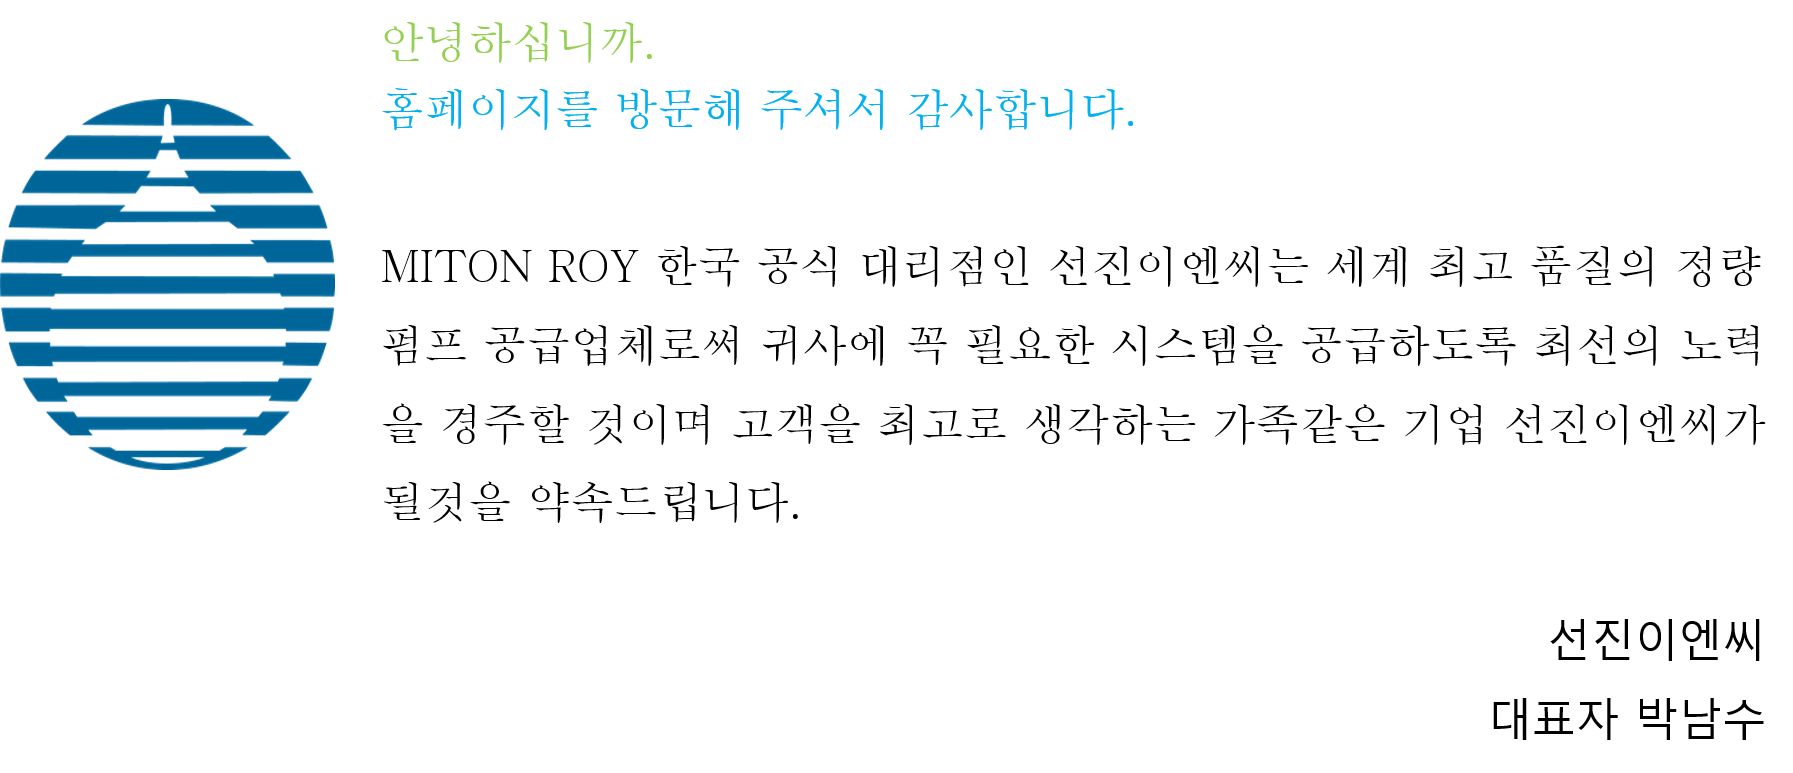 안녕하십니까.
홈페이지를 방문해 주셔서 감사합니다.
MITON ROY 한국 공식 대리점인 선진이엔씨는 세계 최고 품질의 정량
펌프 공급업체로써 귀사에 꼭 필요한 시스템을 공급하도록 최선의 노력
을 경주할 것이며 고객을 최고로 생각하는 가족같은 기업 선진이엔씨가
될것을 약속드립니다.
선진이엔씨
대표자 박남수